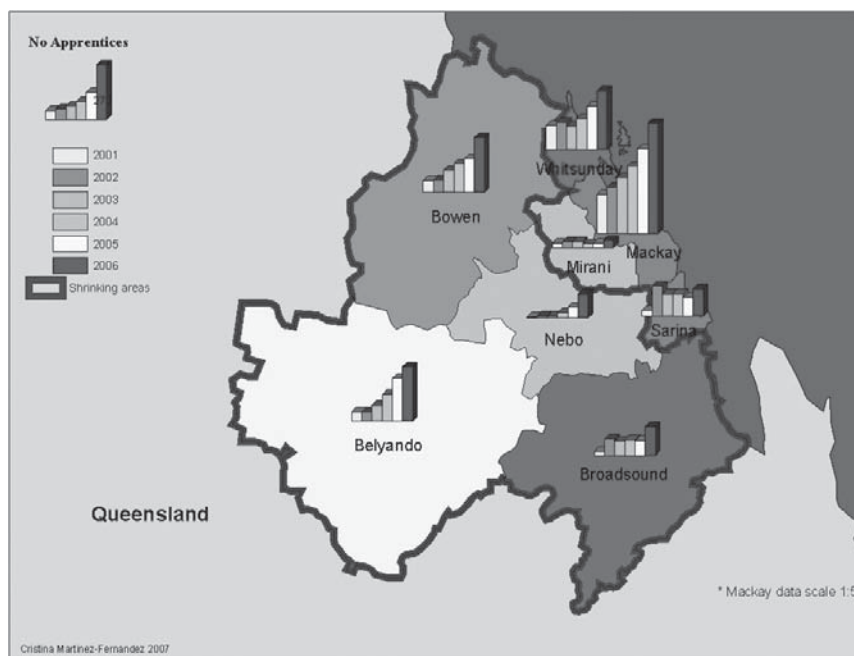 No Apprentices
2001
2002
2003
2004
2005
2006
Shrinking areas
Whitsunday
Bowen
Mackay
Mirani
Nebo
Sarina
Belyando
Broadsound
Queensland
* Mackay data scale 1:5
Cristina Martinez-Fernandez 2007